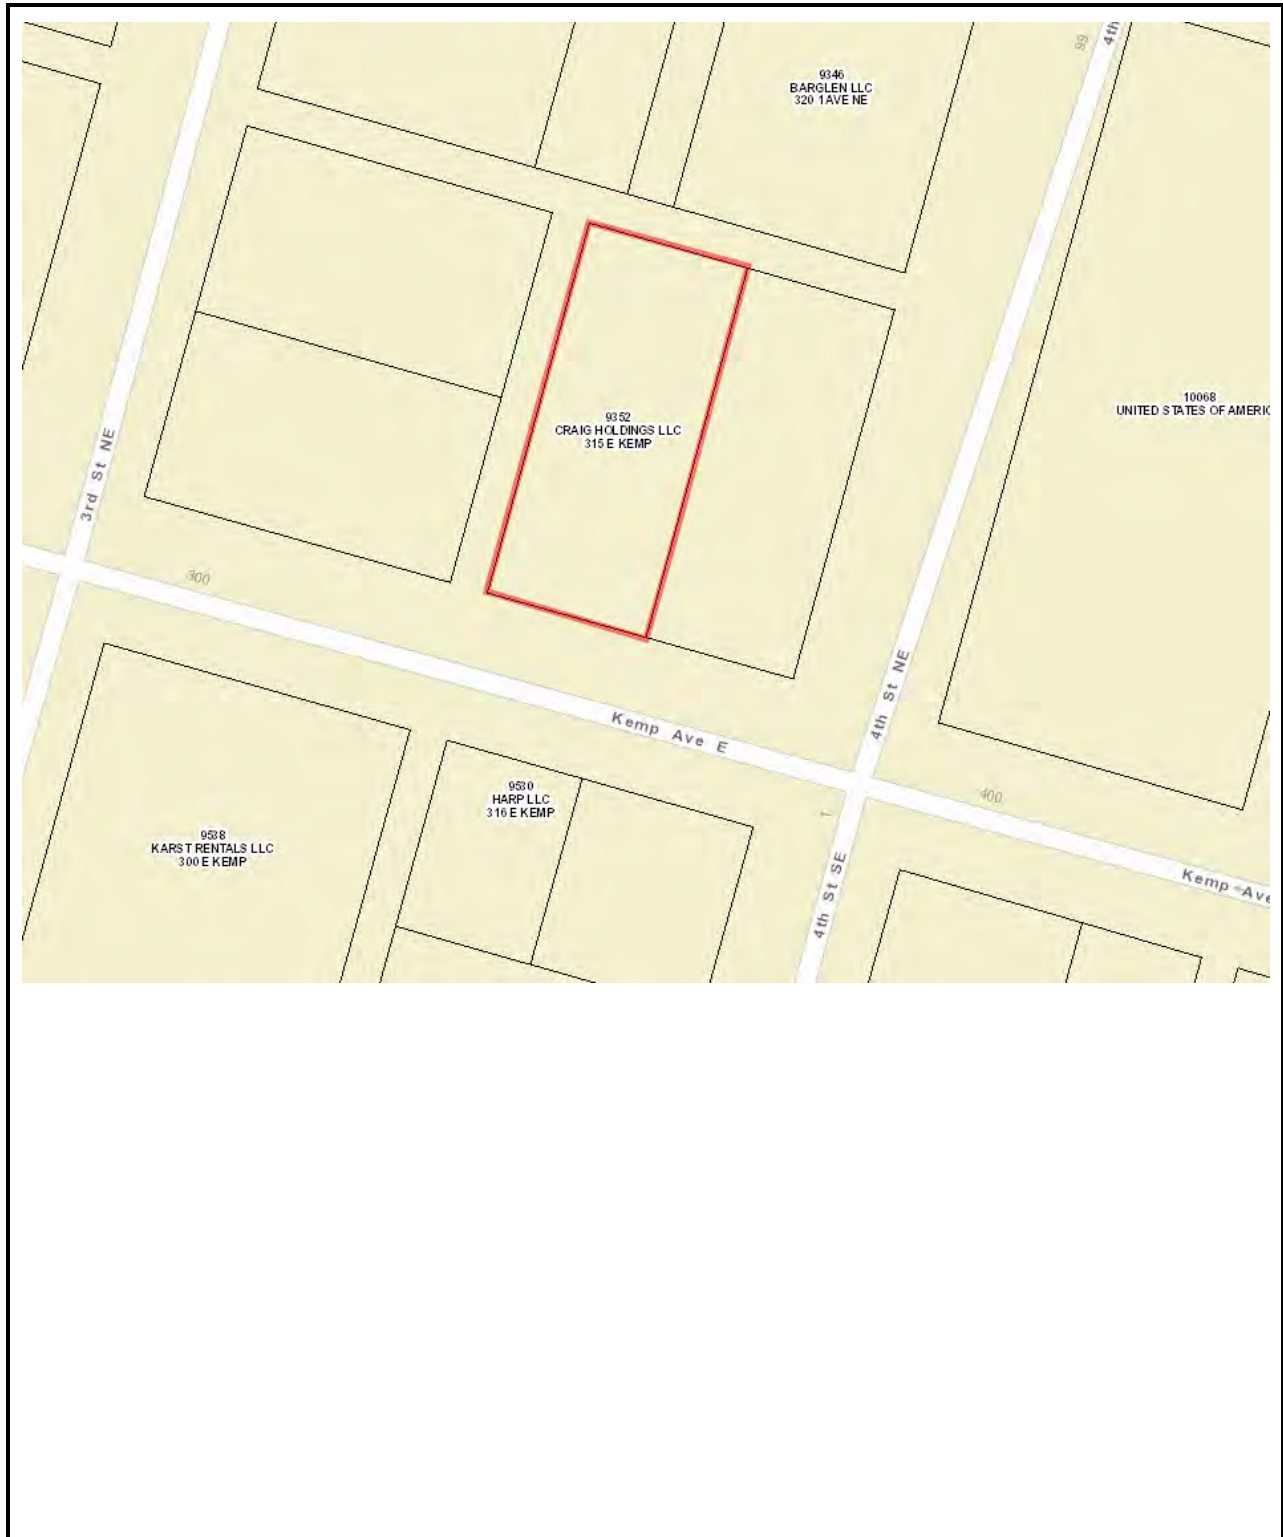 99
4th
9346
BARGLEN LLC
320 1AVE NE
10068
UNITED STATES OF AMERIC
9352
CRAIG HOLDINGS LLC
315 E KEMP
3rd St NE
300
4th St NE
Kemp Ave E
9530
HARP LLC
316 E KEMP
400
1
9538
KARST RENTALS LLC
300 E KEMP
4th St SE
Kemp Ave